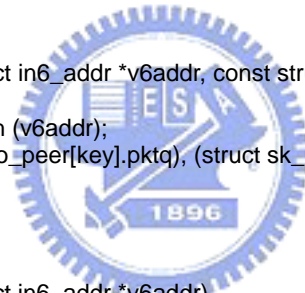 ct in6_addr *v6addr, const str
n (v6addr);
o_peer[key].pktq), (struct sk_
E S A
1896
ct in6_addr *v6addr)